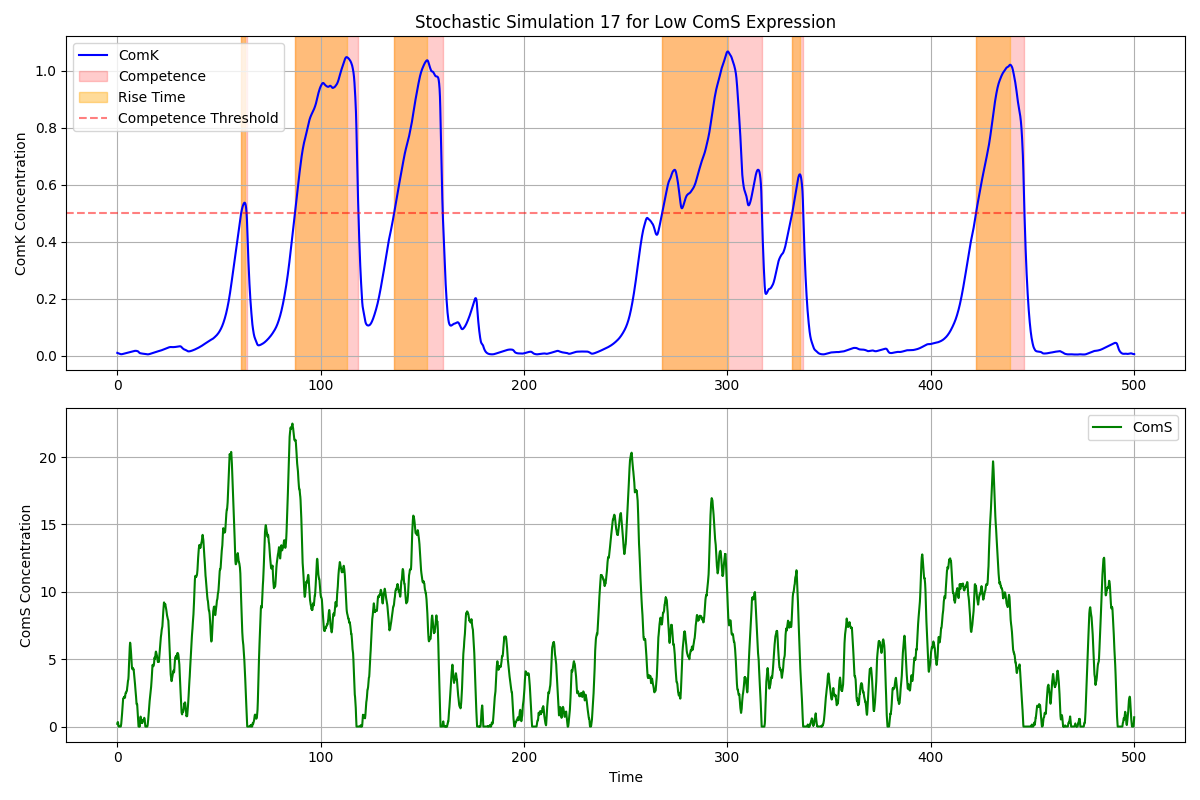 Stochastic Simulation 17 for Low ComS Expression
ComK
Competence
Rise Time
Competence Threshold
ComK Concentration
1.0
0.8
0.6
0.4
0.2
0.0
0 100 200 300 400 500
ComS
ComS Concentration
20
15
10
5
0
0 100 200 300 400 500
Time